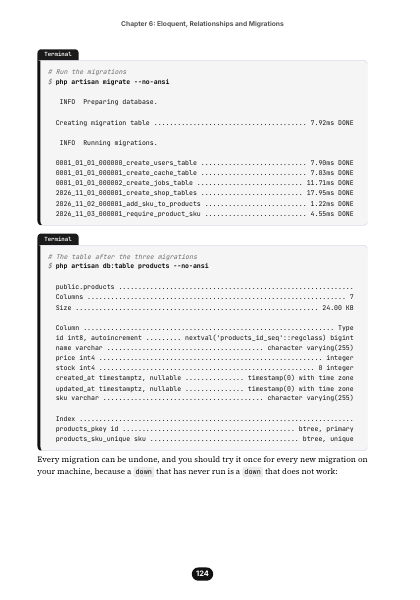 Chapter 6: Eloquent, Relationships and Migrations
Terminal
# Run the migrations
$ php artisan migrate --no-ansi
INFO  Preparing database.
Creating migration table ...................................... 7.92ms DONE
INFO  Running migrations.
0001_01_01_000000_create_users_table .......................... 7.90ms DONE
0001_01_01_000001_create_cache_table .......................... 7.03ms DONE
0001_01_01_000002_create_jobs_table .......................... 11.71ms DONE
2026_11_01_000001_create_shop_tables ......................... 17.95ms DONE
2026_11_02_000001_add_sku_to_products ......................... 1.22ms DONE
2026_11_03_000001_require_product_sku ......................... 4.55ms DONE
Terminal
# The table after the three migrations
$ php artisan db:table products --no-ansi
public.products ..........................................................
Columns ................................................................ 7
Size ............................................................ 24.00 KB
Column .............................................................. Type
id int8, autoincrement ......... nextval('products_id_seq'::regclass) bigint
name varchar ........................................ character varying(255)
price int4 ......................................................... integer
stock int4 ....................................................... 0 integer
created_at timestamptz, nullable ............... timestamp(0) with time zone
updated_at timestamptz, nullable ............... timestamp(0) with time zone
sku varchar ......................................... character varying(255)
Index ....................................................................
products_pkey id ............................................ btree, primary
products_sku_unique sku ...................................... btree, unique
Every migration can be undone, and you should try it once for every new migration on
your machine, because a down that has never run is a down that does not work:
124